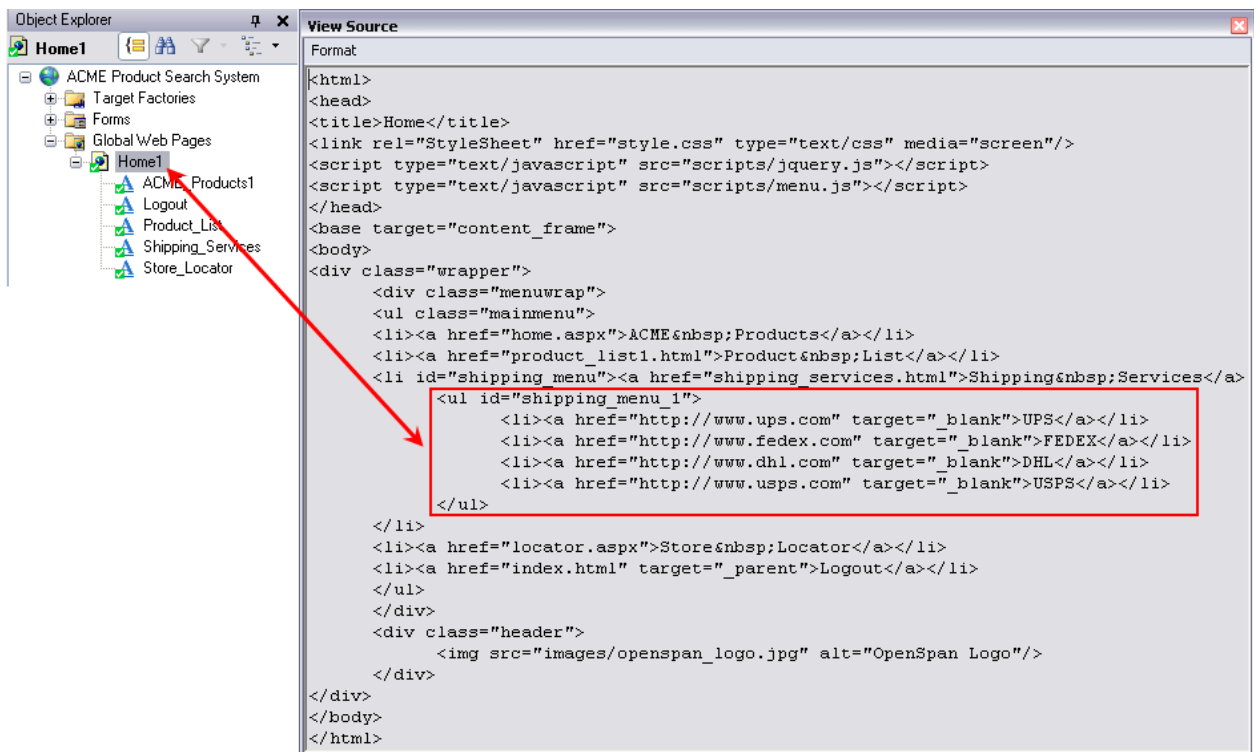 Object Explorer
Home1
ACME Product Search System
Target Factories
Forms
Global Web Pages
Home1
ACME_Products1
Logout
Product_List
Shipping_Services
Store_Locator
View Source
Format
<html>
<head>
<title>Home</title>
<link rel="StyleSheet" href="style.css" type="text/css" media="screen"/>
<script type="text/javascript" src="scripts/jquery.js"></script>
<script type="text/javascript" src="scripts/menu.js"></script>
</head>
<base target="content_frame">
<body>
<div class="wrapper">
<div class="menuwrap">
<ul class="mainmenu">
<li><a href="home.aspx">ACME&nbsp;Products</a></li>
<li><a href="product_list1.html">Product&nbsp;List</a></li>
<li id="shipping_menu"><a href="shipping_services.html">Shipping&nbsp;Services</a>
<ul id="shipping_menu_1">
<li><a href="http://www.ups.com" target="_blank">UPS</a></li>
<li><a href="http://www.fedex.com" target="_blank">FEDEX</a></li>
<li><a href="http://www.dhl.com" target="_blank">DHL</a></li>
<li><a href="http://www.usps.com" target="_blank">USPS</a></li>
</ul>
</li>
<li><a href="locator.aspx">Store&nbsp;Locator</a></li>
<li><a href="index.html" target="_parent">Logout</a></li>
</ul>
</div>
<div class="header">
<img src="images/openspan_logo.jpg" alt="OpenSpan Logo"/>
</div>
</div>
</body>
</html>